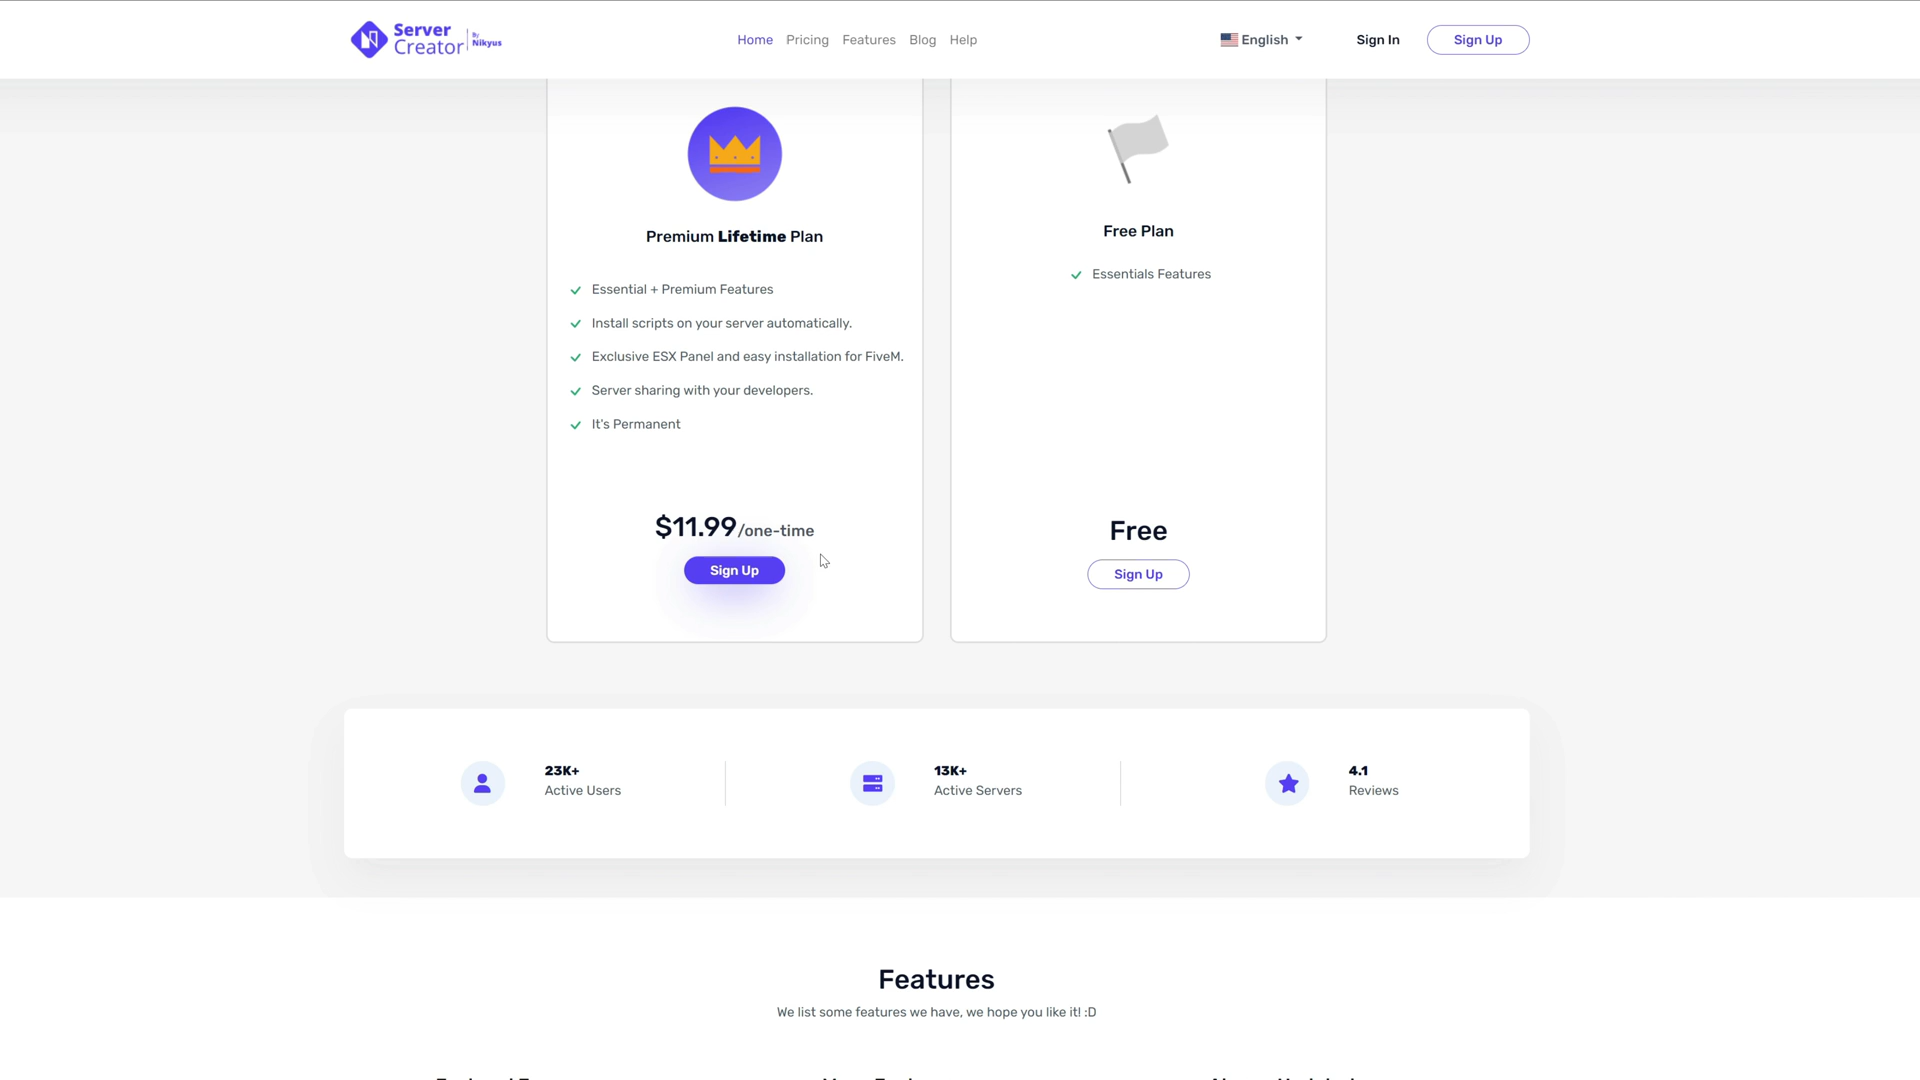 Server
Creator
By
Nikyus
Home
Pricing
Features
Blog
Help
English
Sign In
Sign Up
Premium Lifetime Plan
Essential + Premium Features
Install scripts on your server automatically.
Exclusive ESX Panel and easy installation for FiveM.
Server sharing with your developers.
It's Permanent
$11.99/one-time
Sign Up
Free Plan
Essentials Features
Free
Sign Up
23K+
Active Users
13K+
Active Servers
4.1
Reviews
Features
We list some features we have, we hope you like it! :D